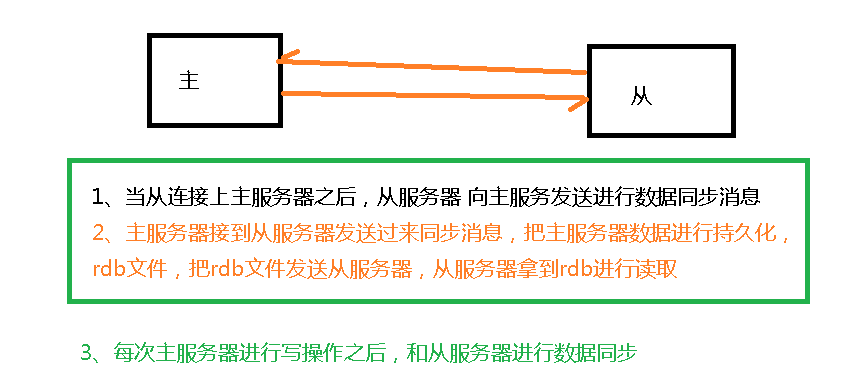 主
从
1、当从连接上主服务器之后，从服务器 向主服务发送进行数据同步消息
2、主服务器接到从服务器发送过来同步消息，把主服务器数据进行持久化，
rdb文件，把rdb文件发送从服务器，从服务器拿到rdb进行读取
3、每次主服务器进行写操作之后，和从服务器进行数据同步